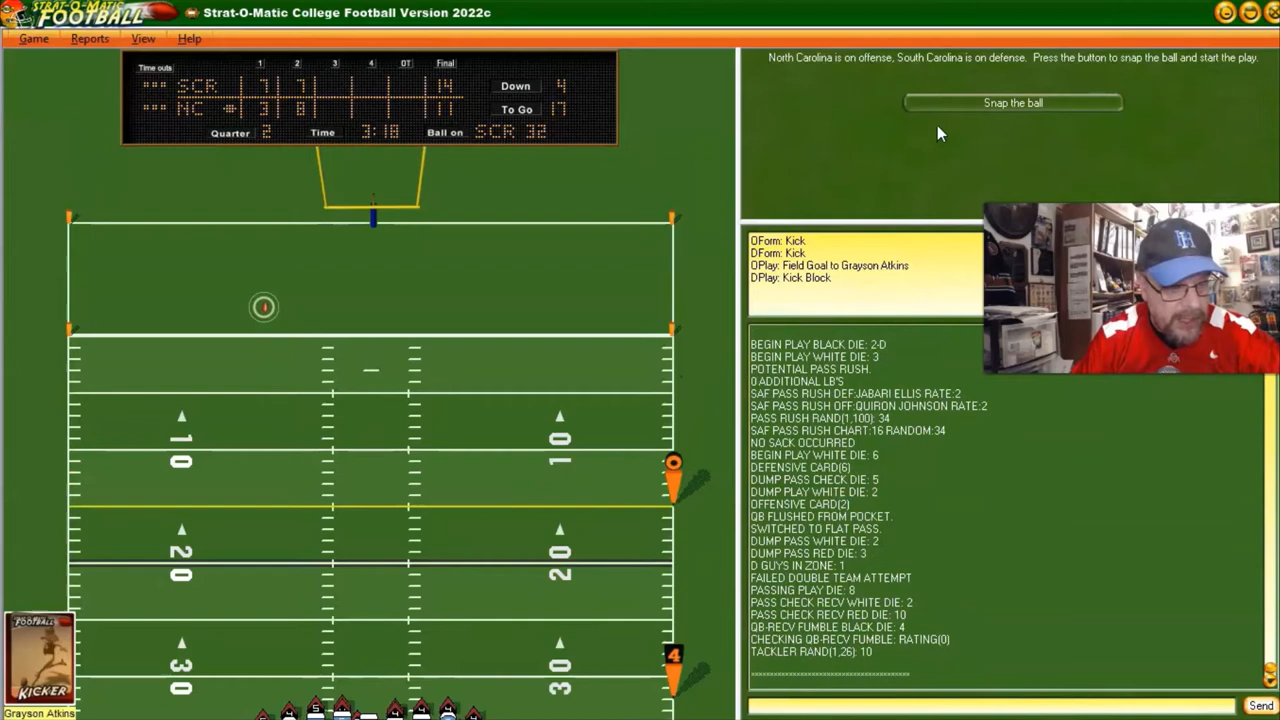 STRAT-O-MATIC
FOOTBALL
Strat-O-Matic College Football Version 2022c
Game Reports View Help
Time outs 1 2 3 4 OT Final
SCR 7 7 14 Down 4
NC 3 8 11 To Go 17
Quarter 2 Time 3:18 Ball on SCR 32
North Carolina is on offense, South Carolina is on defense. Press the button to snap the ball and start the play.
Snap the ball
OForm: Kick
DForm: Kick
OPlay: Field Goal to Grayson Atkins
DPlay: Kick Block
BEGIN PLAY BLACK DIE: 2-D
BEGIN PLAY WHITE DIE: 3
POTENTIAL PASS RUSH.
0 ADDITIONAL LB'S
SAF PASS RUSH DEF:JABARI ELLIS RATE:2
SAF PASS RUSH OFF:QUIRON JOHNSON RATE:2
PASS RUSH RAND(1,100): 34
SAF PASS RUSH CHART:16 RANDOM:34
NO SACK OCCURRED
BEGIN PLAY WHITE DIE: 6
DEFENSIVE CARD(6)
DUMP PASS CHECK DIE: 5
DUMP PLAY WHITE DIE: 2
OFFENSIVE CARD(2)
QB FLUSHED FROM POCKET.
SWITCHED TO FLAT PASS.
DUMP PASS WHITE DIE: 2
DUMP PASS RED DIE: 3
D GUYS IN ZONE: 1
FAILED DOUBLE TEAM ATTEMPT
PASSING PLAY DIE: 8
PASS CHECK RECV WHITE DIE: 2
PASS CHECK RECV RED DIE: 10
QB-RECV FUMBLE BLACK DIE: 4
CHECKING QB-RECV FUMBLE: RATING(0)
TACKLER RAND(1,26): 10
**************************************
Send
10 10
20 20
30 30
4
FOOTBALL
KICKER
Grayson Atkins